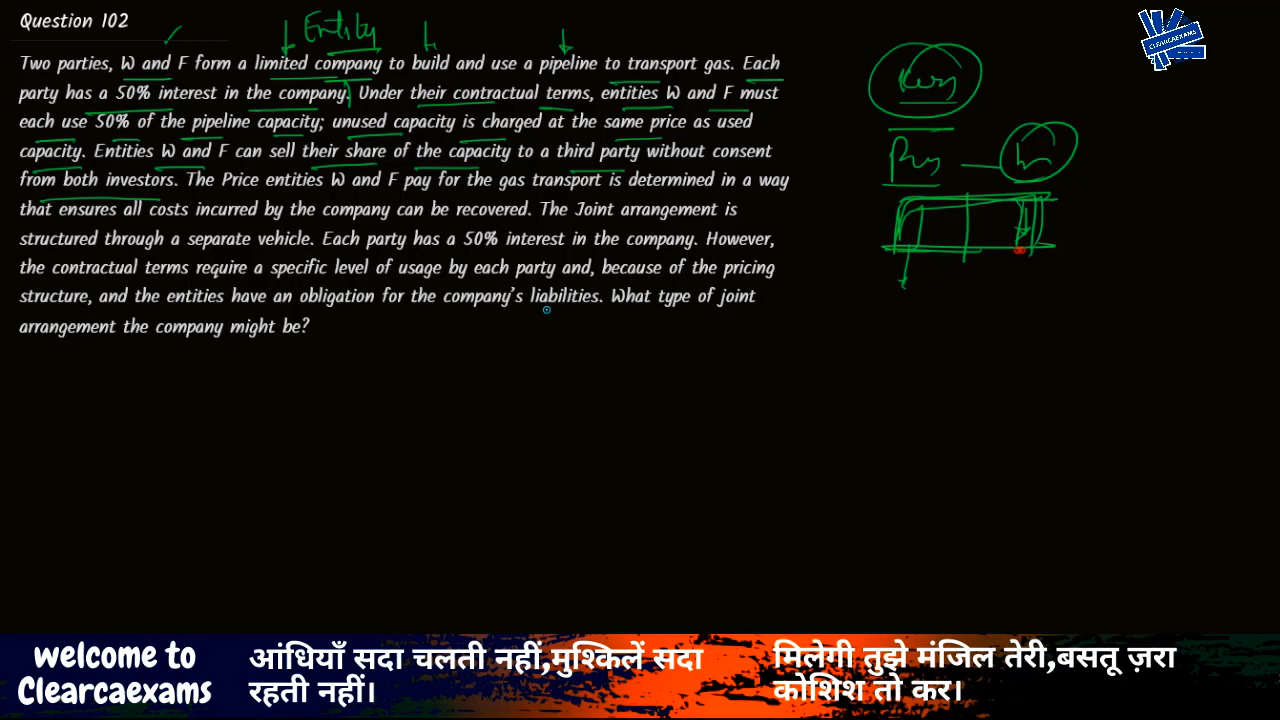 Question 102
Entity
Two parties, W and F form a limited company to build and use a pipeline to transport gas. Each
party has a 50% interest in the company. Under their contractual terms, entities W and F must
each use 50% of the pipeline capacity; unused capacity is charged at the same price as used
capacity. Entities W and F can sell their share of the capacity to a third party without consent
from both investors. The Price entities W and F pay for the gas transport is determined in a way
that ensures all costs incurred by the company can be recovered. The Joint arrangement is
structured through a separate vehicle. Each party has a 50% interest in the company. However,
the contractual terms require a specific level of usage by each party and, because of the pricing
structure, and the entities have an obligation for the company's liabilities. What type of joint
arrangement the company might be?
CLEARCAEXAMS
welcome to
Clearcaexams
आंधियाँ सदा चलती नहीं,मुश्किलें सदा
रहती नहीं।
मिलेगी तुझे मंजिल तेरी,बसतू ज़रा
कोशिश तो कर।